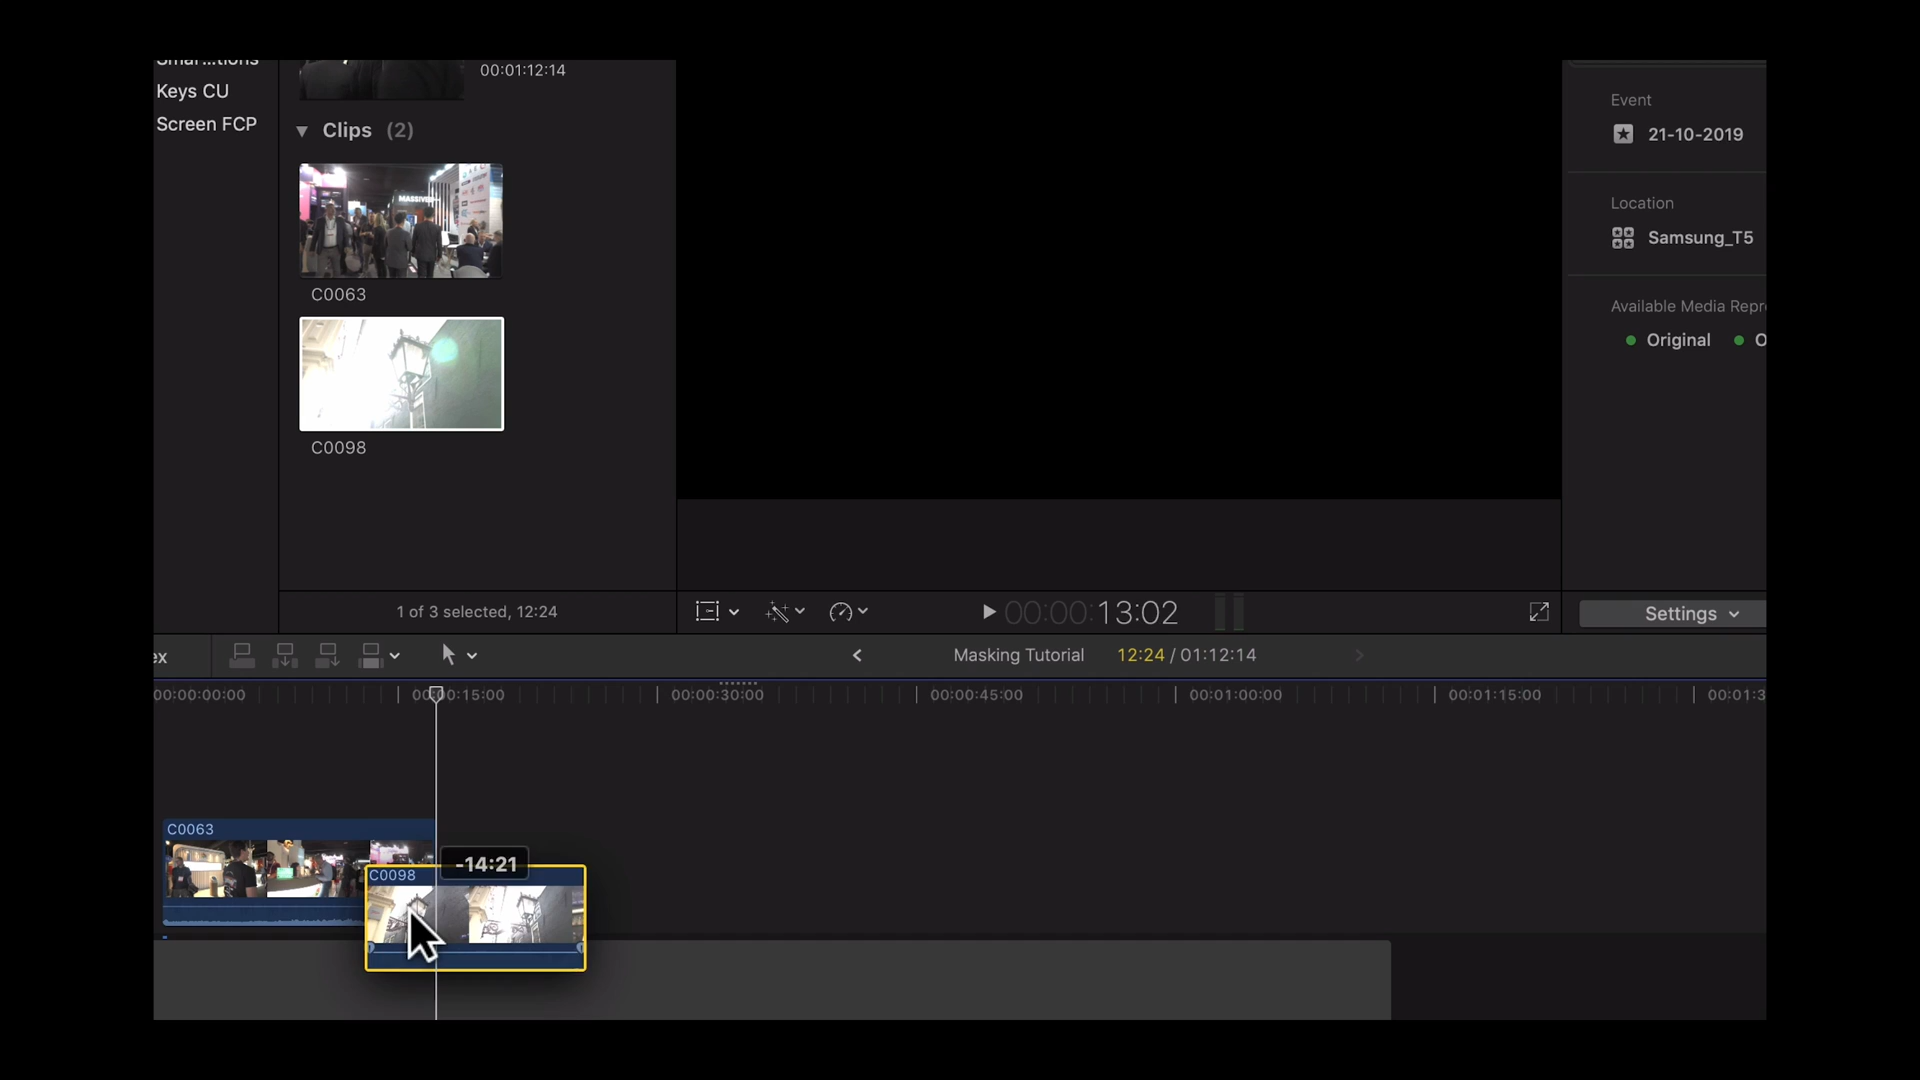 00:01:12:14
Keys CU
Screen FCP
Clips (2)
MASSIVE
C0063
C0098
1 of 3 selected, 12:24
00:00:13:02
Event
21-10-2019
Location
Samsung_T5
Available Media Repr
Original O
Settings
ex
Masking Tutorial 12:24 / 01:12:14
00:00:00:00 00:00:15:00 00:00:30:00 00:00:45:00 00:01:00:00 00:01:15:00 00:01:3
C0063
-14:21
C0098